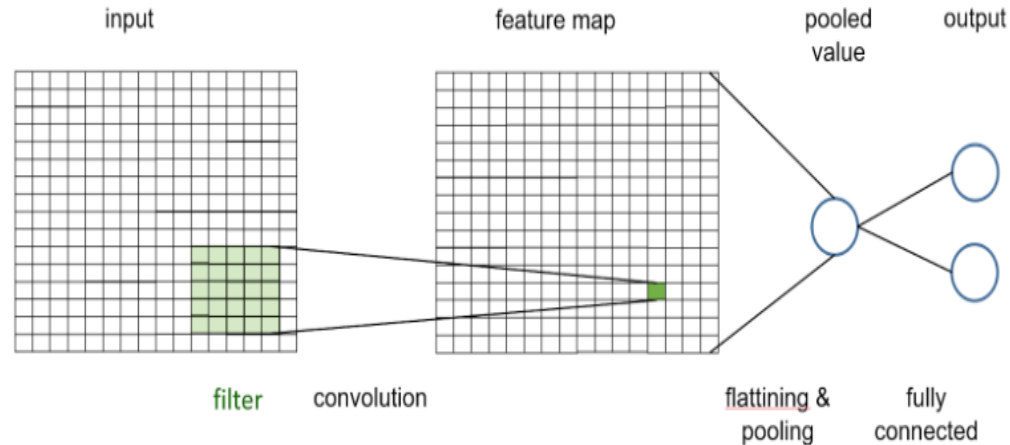 input
feature map
pooled
value
output
filter
convolution
flattining &
pooling
fully
connected